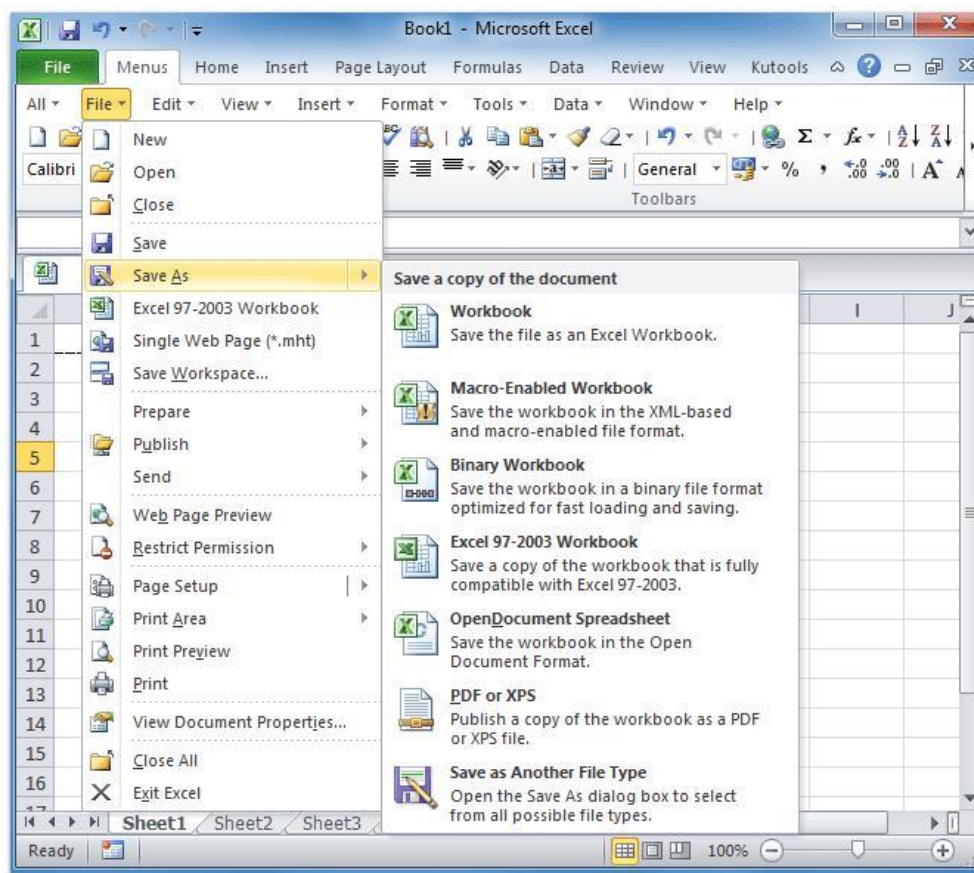 Book1 - Microsoft Excel
File Menus Home Insert Page Layout Formulas Data Review View Kutools
All File Edit View Insert Format Tools Data Window Help
Calibri General % , .00 .00 A
Toolbars
New
Open
Close
Save
Save As
Excel 97-2003 Workbook
Single Web Page (*.mht)
Save Workspace...
Prepare
Publish
Send
Web Page Preview
Restrict Permission
Page Setup
Print Area
Print Preview
Print
View Document Properties...
Close All
Exit Excel
Save a copy of the document
Workbook
Save the file as an Excel Workbook.
Macro-Enabled Workbook
Save the workbook in the XML-based
and macro-enabled file format.
Binary Workbook
Save the workbook in a binary file format
optimized for fast loading and saving.
Excel 97-2003 Workbook
Save a copy of the workbook that is fully
compatible with Excel 97-2003.
OpenDocument Spreadsheet
Save the workbook in the Open
Document Format.
PDF or XPS
Publish a copy of the workbook as a PDF
or XPS file.
Save as Another File Type
Open the Save As dialog box to select
from all possible file types.
I J
1
2
3
4
5
6
7
8
9
10
11
12
13
14
15
16
Sheet1 Sheet2 Sheet3
Ready 100%